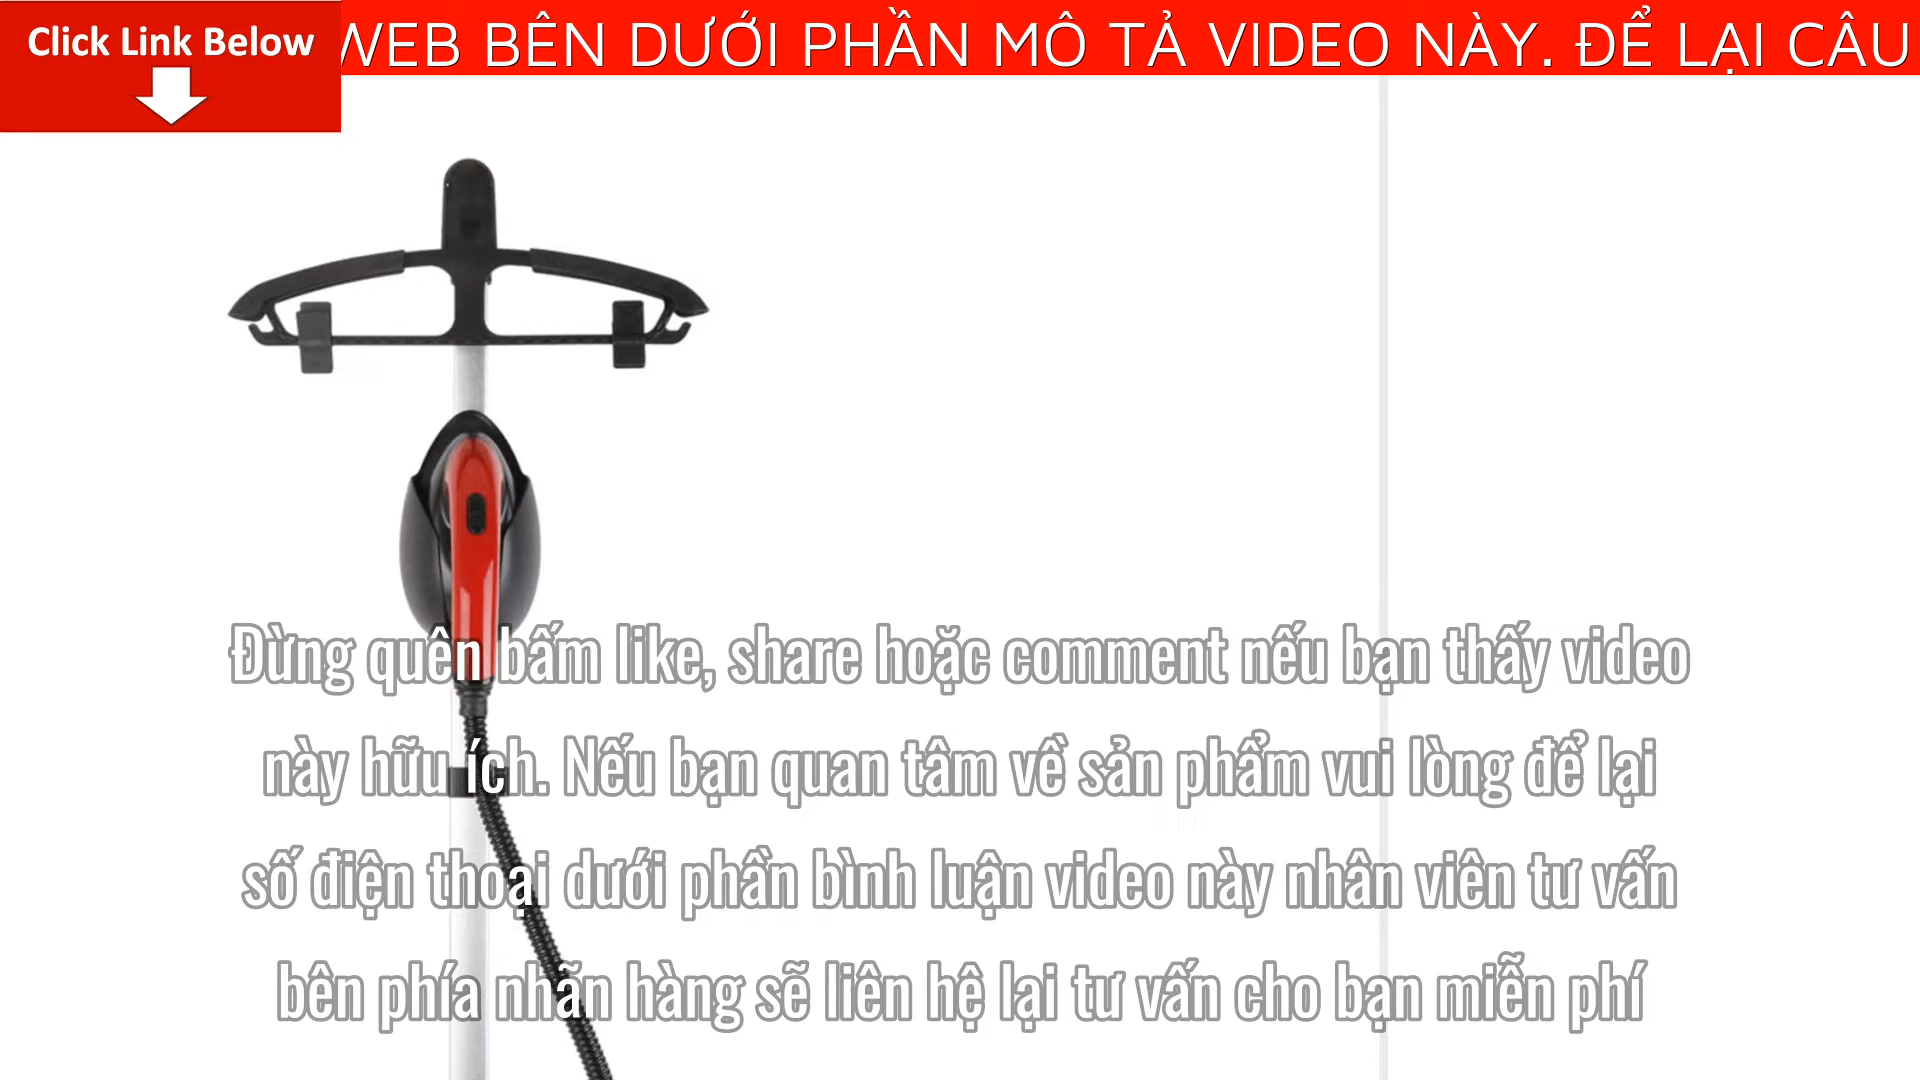 Click Link Below
WEB BÊN DƯỚI PHẦN MÔ TẢ VIDEO NÀY. ĐỂ LẠI CÂU
Đừng quên bấm like, share hoặc comment nếu bạn thấy video
này hữu ích. Nếu bạn quan tâm về sản phẩm vui lòng để lại
số điện thoại dưới phần bình luận video này nhân viên tư vấn
bên phía nhãn hàng sẽ liên hệ lại tư vấn cho bạn miễn phí